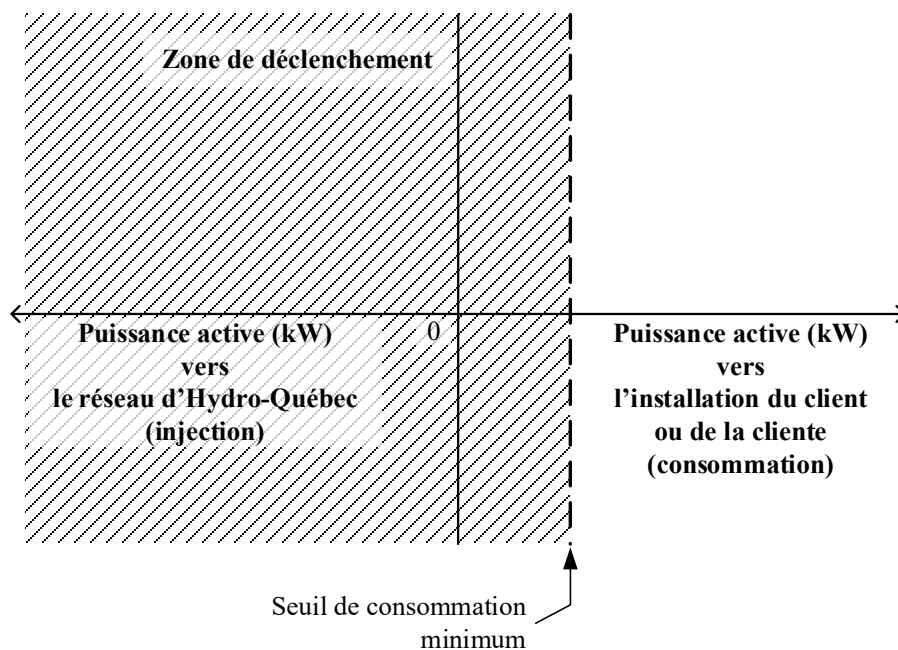 Zone de déclenchement
0
Puissance active (kW)
vers
le réseau d'Hydro-Québec
(injection)
Puissance active (kW)
vers
l'installation du client
ou de la cliente
(consommation)
Seuil de consommation
minimum